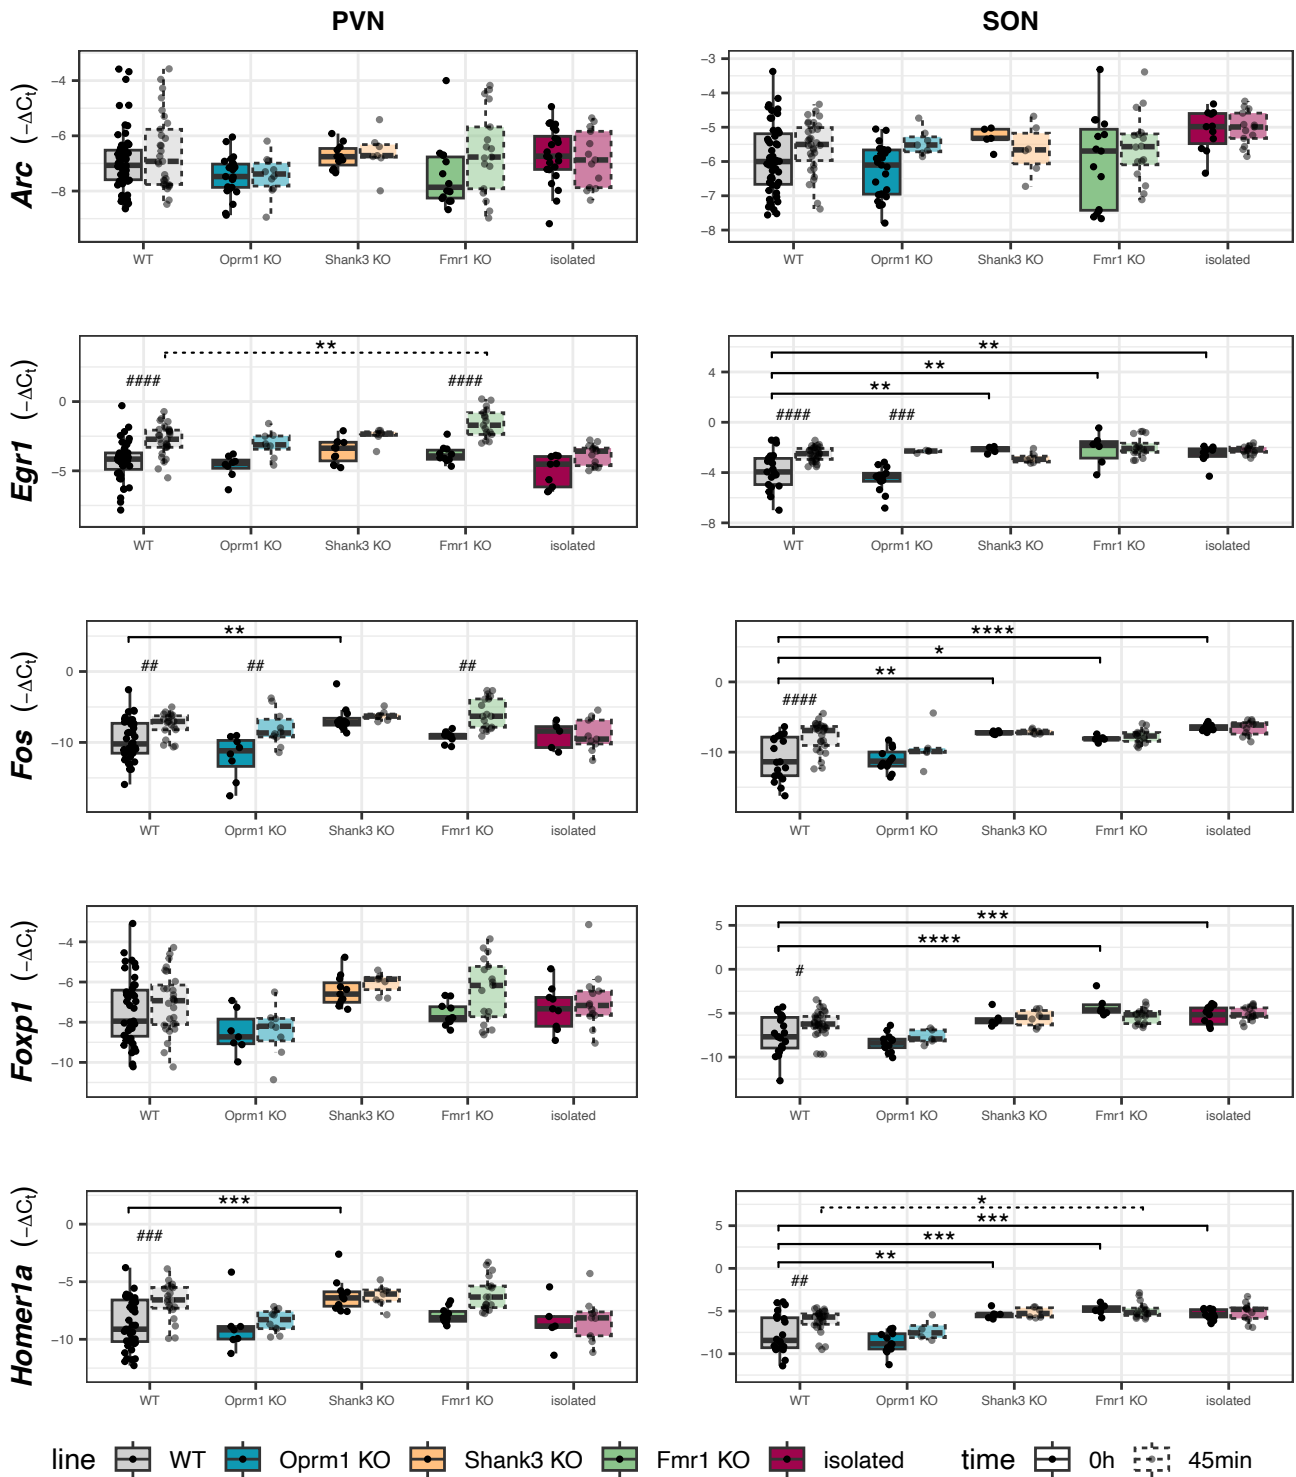 PVN
SON
Arc (−ΔCt)
−4
−6
−8
WT Oprm1 KO Shank3 KO Fmr1 KO isolated
−3
−4
−5
−6
−7
−8
WT Oprm1 KO Shank3 KO Fmr1 KO isolated
Egr1 (−ΔCt)
**
#### ####
0
−5
WT Oprm1 KO Shank3 KO Fmr1 KO isolated
**
**
**
#### ###
4
0
−4
−8
WT Oprm1 KO Shank3 KO Fmr1 KO isolated
Fos (−ΔCt)
**
## ## ##
0
−10
WT Oprm1 KO Shank3 KO Fmr1 KO isolated
****
*
**
####
0
−10
WT Oprm1 KO Shank3 KO Fmr1 KO isolated
Foxp1 (−ΔCt)
−4
−6
−8
−10
WT Oprm1 KO Shank3 KO Fmr1 KO isolated
***
****
#
5
0
−5
−10
WT Oprm1 KO Shank3 KO Fmr1 KO isolated
Homer1a (−ΔCt)
***
###
0
−5
−10
WT Oprm1 KO Shank3 KO Fmr1 KO isolated
*
***
***
**
##
5
0
−5
−10
WT Oprm1 KO Shank3 KO Fmr1 KO isolated
line WT Oprm1 KO Shank3 KO Fmr1 KO isolated time 0h 45min